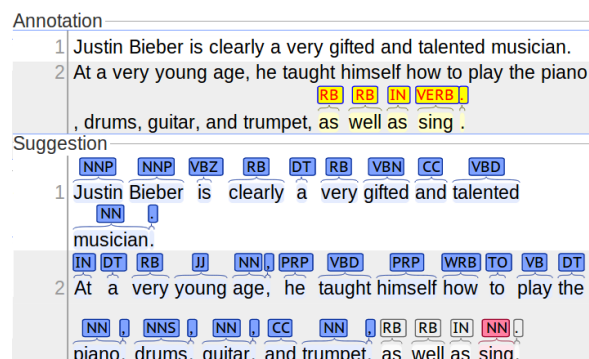 Annotation
1 Justin Bieber is clearly a very gifted and talented musician.
2 At a very young age, he taught himself how to play the piano
RB RB IN VERB .
, drums, guitar, and trumpet, as well as sing .
Suggestion
NNP NNP VBZ RB DT RB VBN CC VBD
1 Justin Bieber is clearly a very gifted and talented
NN .
musician.
IN DT RB JJ NN , PRP VBD PRP WRB TO VB DT
2 At a very young age, he taught himself how to play the
NN , NNS , NN , CC NN , RB RB IN NN .
piano, drums, guitar, and trumpet, as well as sing.